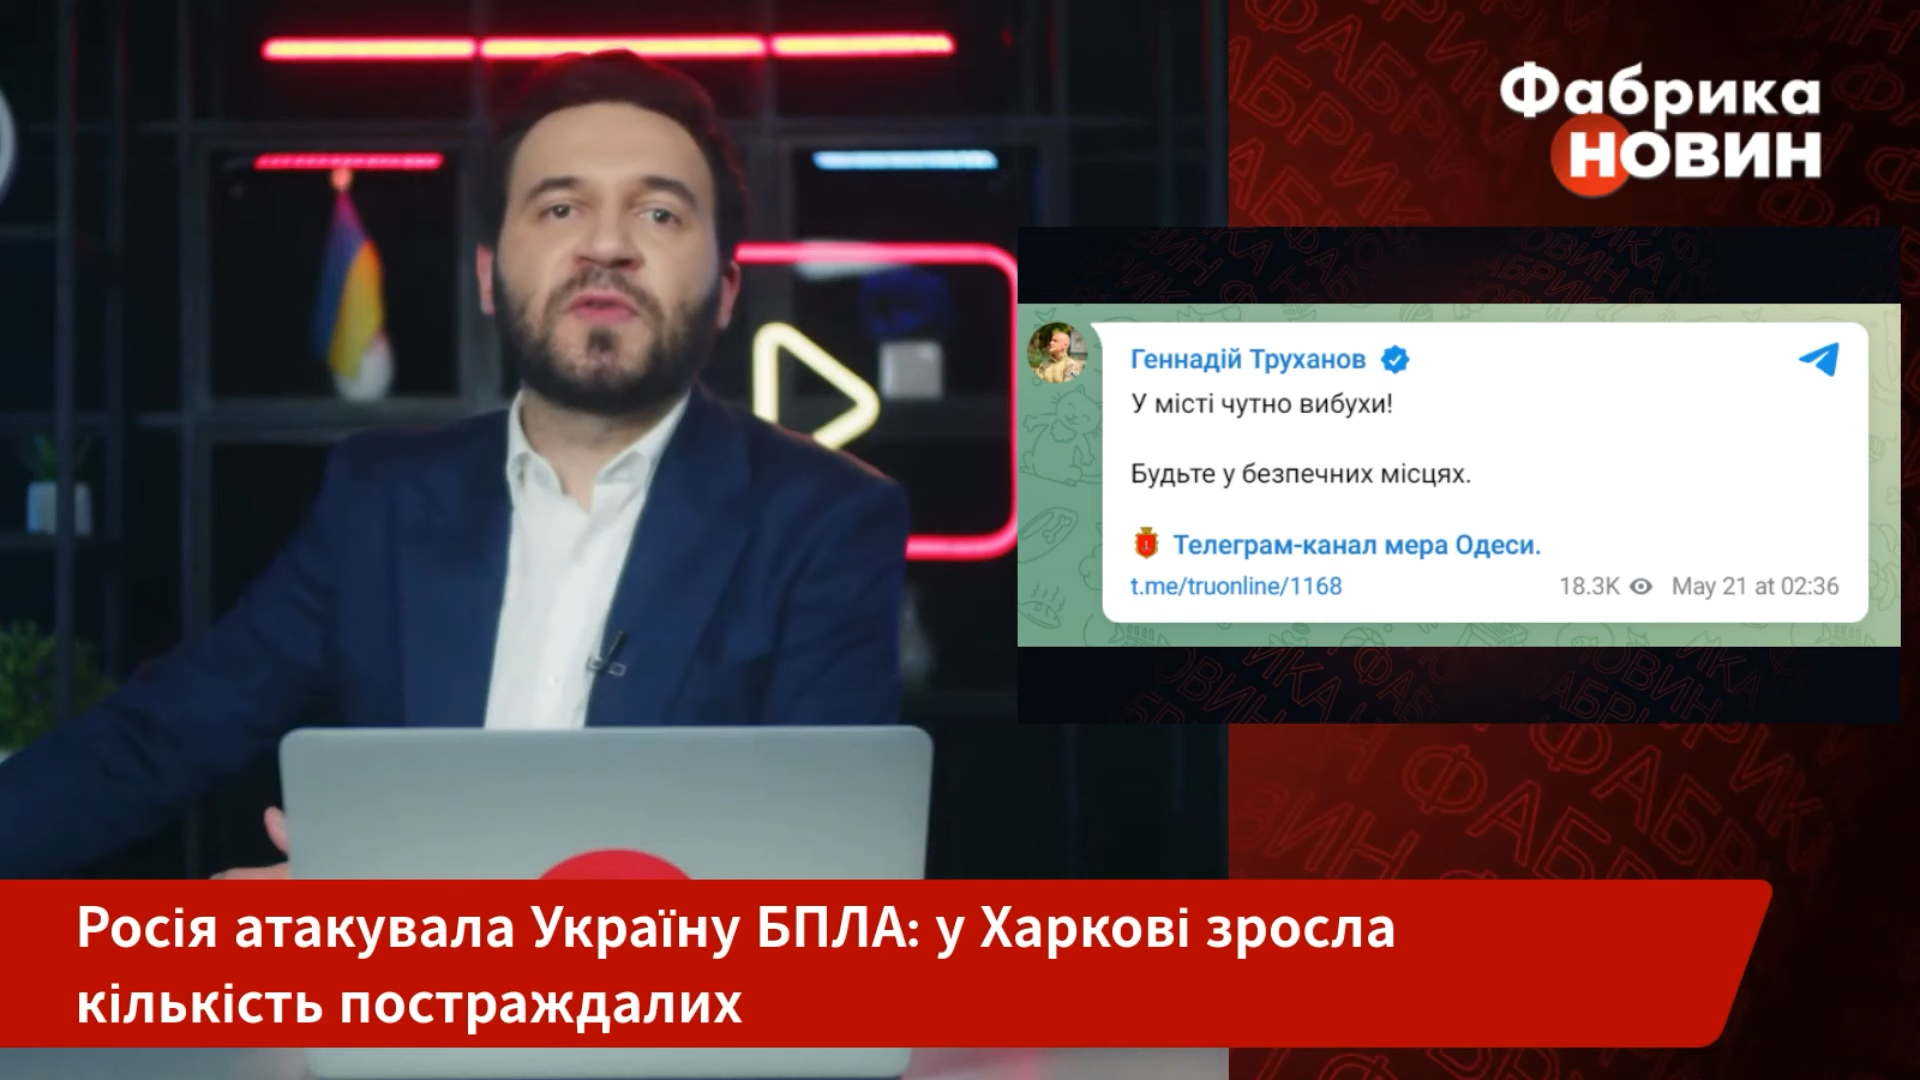 Фабрика
новин
Геннадій Труханов
У місті чутно вибухи!
Будьте у безпечних місцях.
Телеграм-канал мера Одеси.
t.me/truonline/1168
18.3K May 21 at 02:36
Росія атакувала Україну БПЛА: у Харкові зросла
кількість постраждалих